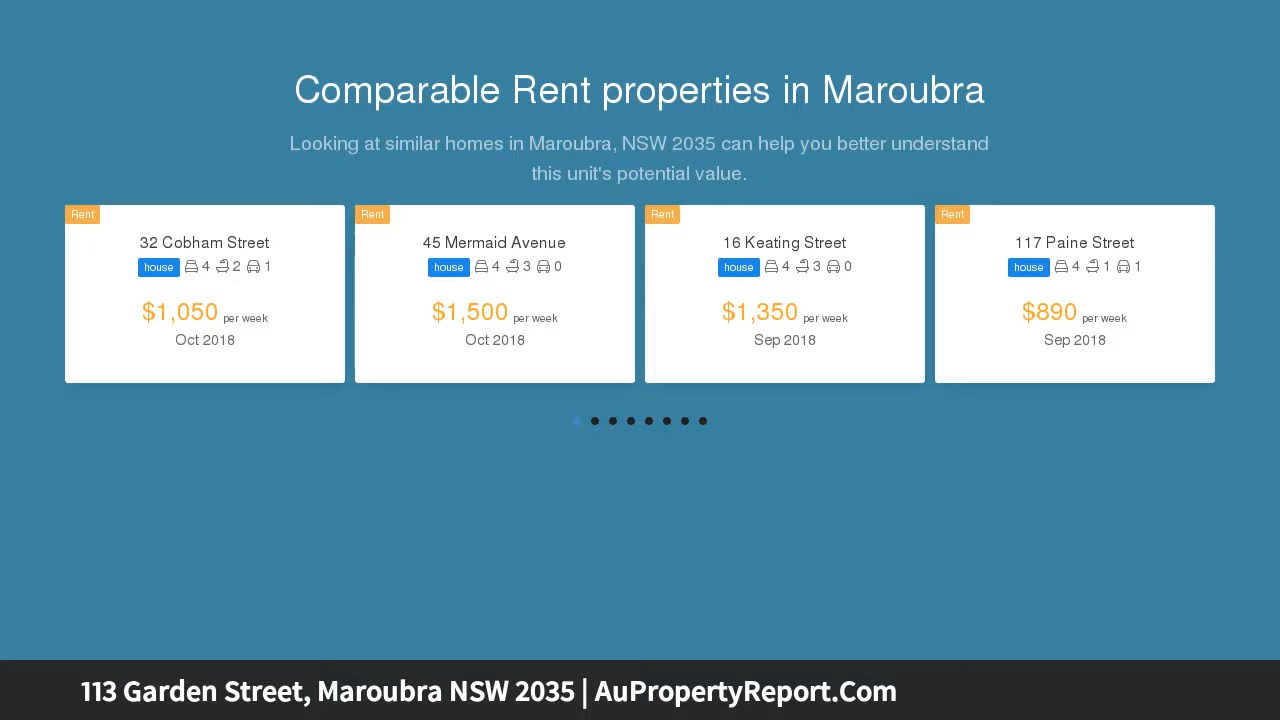 Comparable Rent properties in Maroubra
Looking at similar homes in Maroubra, NSW 2035 can help you better understand
this unit's potential value.
Rent
32 Cobham Street
house 4 2 1
$1,050 per week
Oct 2018
Rent
45 Mermaid Avenue
house 4 3 0
$1,500 per week
Oct 2018
Rent
16 Keating Street
house 4 3 0
$1,350 per week
Sep 2018
Rent
117 Paine Street
house 4 1 1
$890 per week
Sep 2018
113 Garden Street, Maroubra NSW 2035 | AuPropertyReport.Com